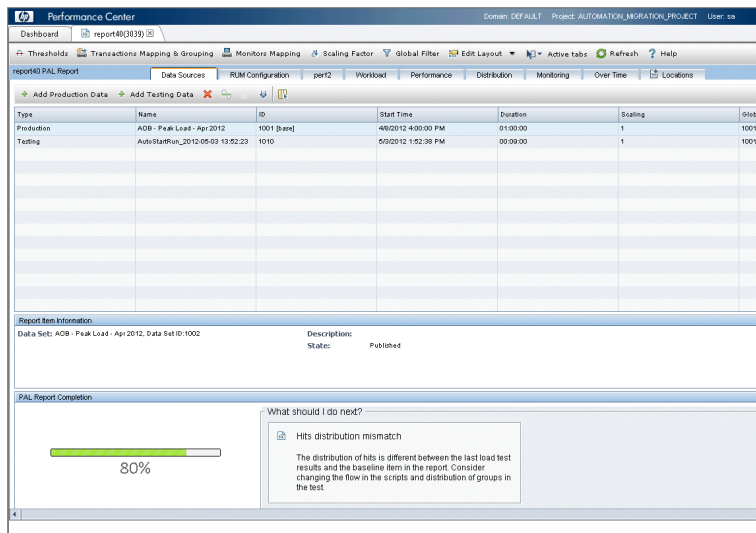 hp Performance Center Domain: DEFAULT Project: AUTOMATION_MIGRATION_PROJECT User: sa
Dashboard report40(3039)
Thresholds Transactions Mapping & Grouping Monitors Mapping Scaling Factor Global Filter Edit Layout Active tabs Refresh Help
report40 PAL Report Data Sources RUM Configuration perf2 Workload Performance Distribution Monitoring Over Time Locations
Add Production Data Add Testing Data
Type Name ID Start Time Duration Scaling Glob
Production AOB - Peak Load - Apr 2012 1001 [base] 4/8/2012 4:00:00 PM 01:00:00 1 1001
Testing AutoStartRun_2012-05-03 13:52:23 1010 5/3/2012 1:52:38 PM 00:09:00 1 1001
Report Item Information
Data Set: AOB - Peak Load - Apr 2012, Data Set ID:1002 Description:
State: Published
PAL Report Completion
What should I do next?
Hits distribution mismatch
The distribution of hits is different between the last load test
results and the baseline item in the report. Consider
changing the flow in the scripts and distribution of groups in
the test.
80%